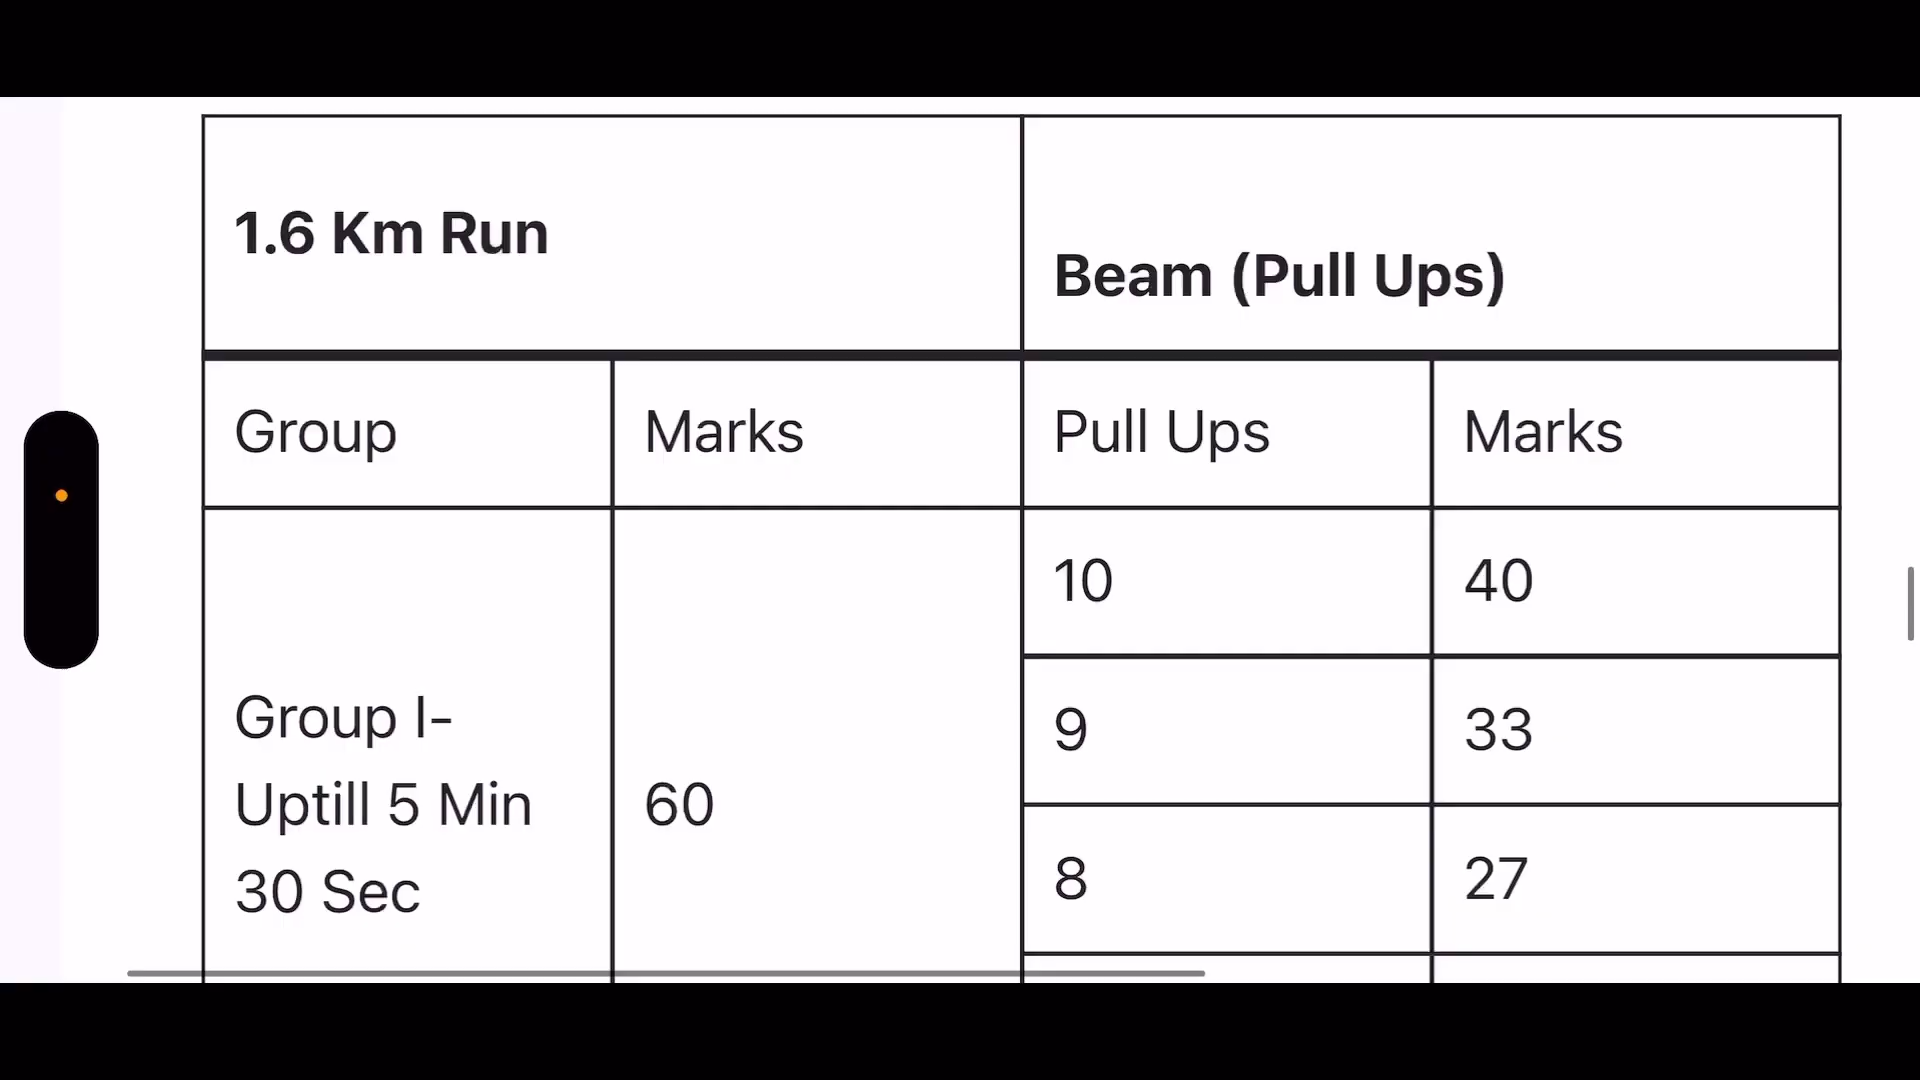 1.6 Km Run
Beam (Pull Ups)
Group
Marks
Pull Ups
Marks
Group I-
Uptill 5 Min
30 Sec
60
10
40
9
33
8
27